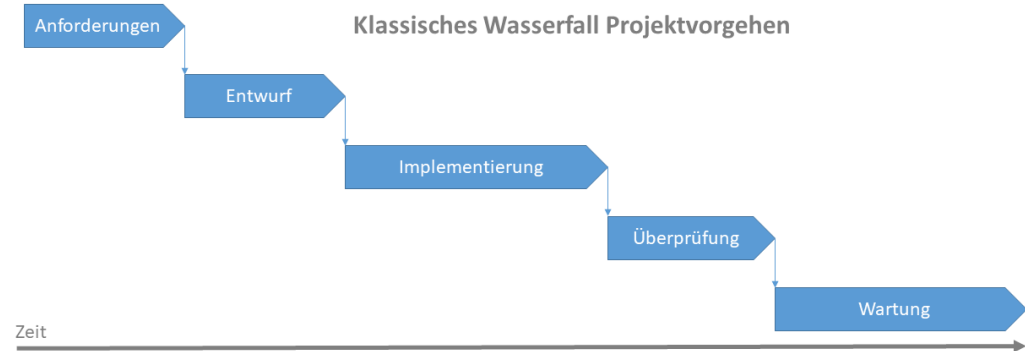 Klassisches Wasserfall Projektvorgehen
Anforderungen
Entwurf
Implementierung
Überprüfung
Wartung
Zeit